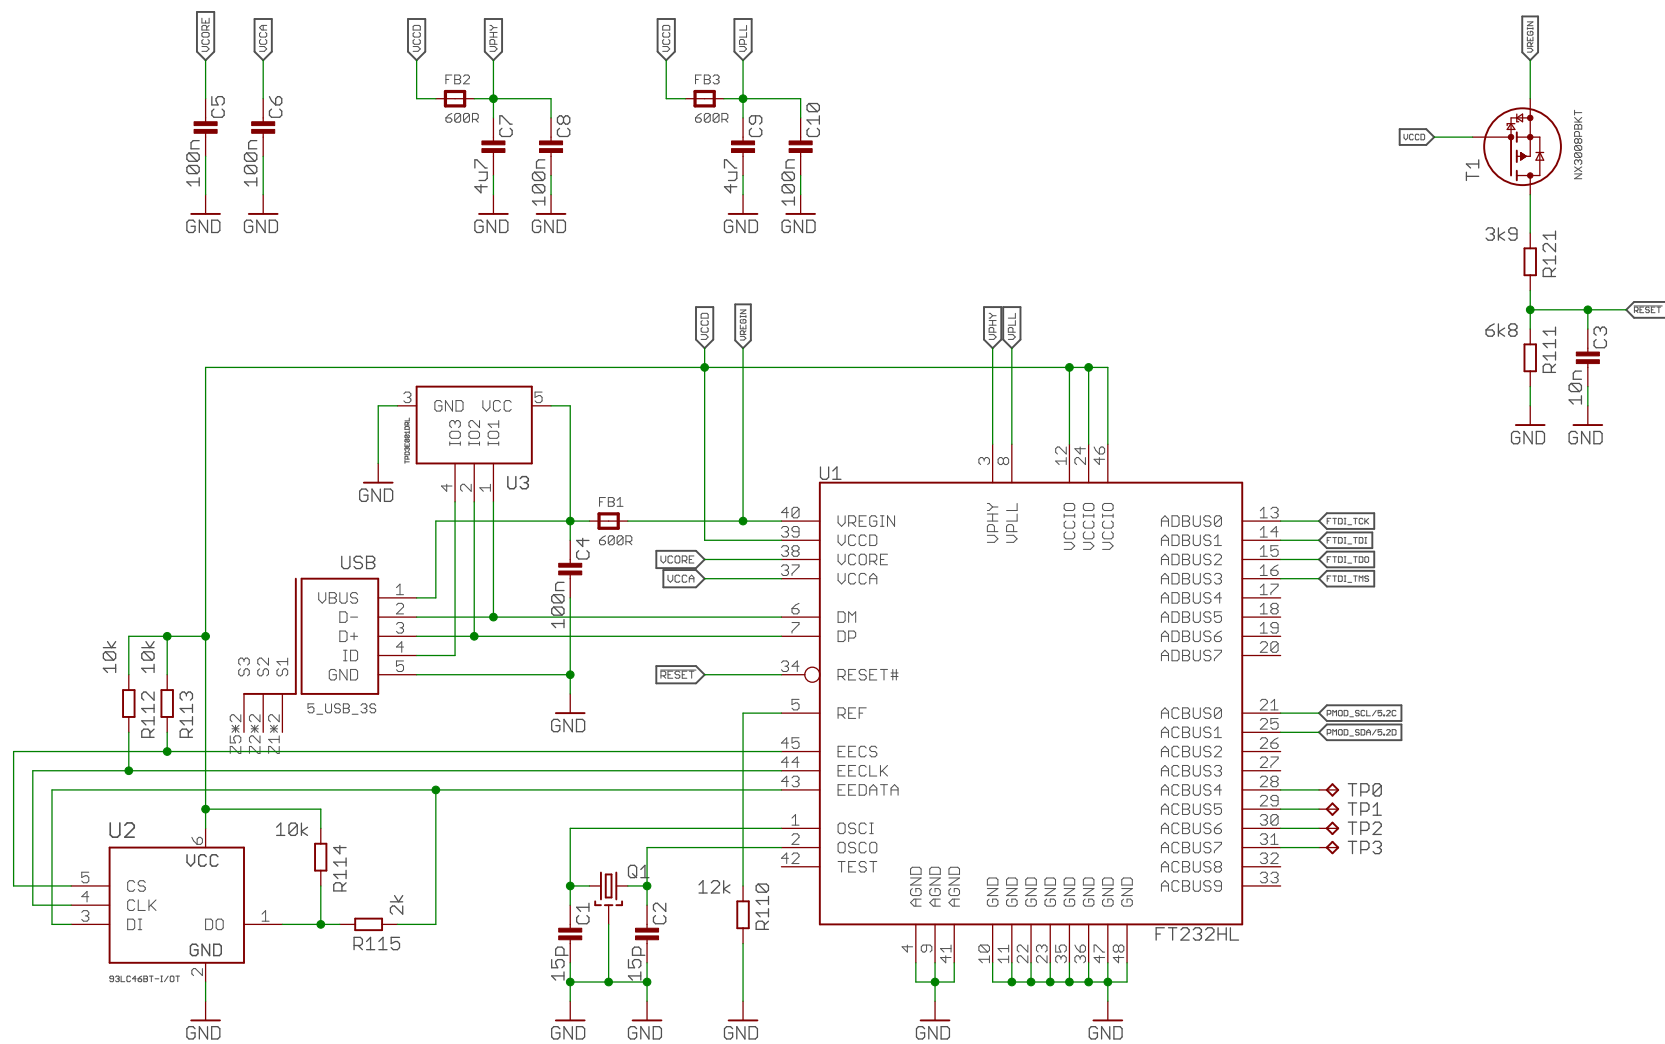 VCORE
VCCA
VCCD
VPHY
VCCD
VPLL
VREGIN
FB2
600R
FB3
600R
C5
100n
C6
100n
C7
4u7
C8
100n
C9
4u7
C10
100n
GND
GND
GND
GND
GND
GND
VCCD
T1
NX3008PBKT
3k9
R121
RESET
6k8
R111
C3
10n
GND
GND
VCCD
VREGIN
VPHY
VPLL
3
GND
VCC
5
IO3
IO2
IO1
TPD3E001DRL
4
2
1
U3
GND
FB1
600R
C4
100n
GND
USB
VBUS
1
D-
2
D+
3
ID
4
GND
5
5_USB_3S
S3
S2
S1
Z5*2
Z2*2
Z1*2
10k
R112
10k
R113
VCORE
VCCA
RESET
U1
3
8
12
24
46
VPHY
VPLL
VCCIO
VCCIO
VCCIO
40 VREGIN
39 VCCD
38 VCORE
37 VCCA
6 DM
7 DP
34 RESET#
5 REF
45 EECS
44 EECLK
43 EEDATA
1 OSCI
2 OSCO
42 TEST
ADBUS0 13 FTDI_TCK
ADBUS1 14 FTDI_TDI
ADBUS2 15 FTDI_TDO
ADBUS3 16 FTDI_TMS
ADBUS4 17
ADBUS5 18
ADBUS6 19
ADBUS7 20
ACBUS0 21 PMOD_SCL/5.2C
ACBUS1 25 PMOD_SDA/5.2D
ACBUS2 26
ACBUS3 27
ACBUS4 28 TP0
ACBUS5 29 TP1
ACBUS6 30 TP2
ACBUS7 31 TP3
ACBUS8 32
ACBUS9 33
AGND
AGND
AGND
GND
GND
GND
GND
GND
GND
GND
GND
4
9
41
10
11
22
23
35
36
47
48
FT232HL
GND
GND
U2
6
VCC
5 CS
4 CLK
3 DI
DO 1
GND
2
93LC46BT-I/OT
GND
10k
R114
2k
R115
Q1
C1
15p
C2
15p
GND
GND
12k
R110
GND